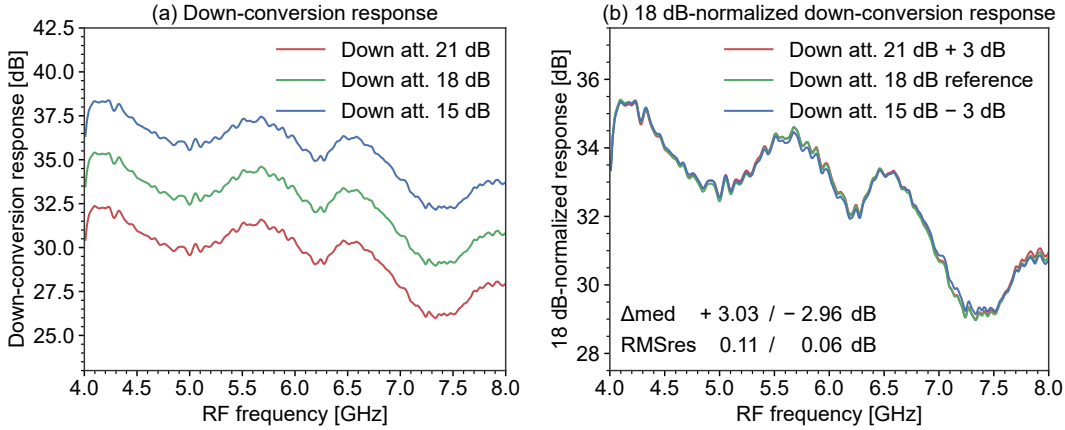 (a) Down-conversion response
Down-conversion response [dB]
42.5
40.0
37.5
35.0
32.5
30.0
27.5
25.0
Down att. 21 dB
Down att. 18 dB
Down att. 15 dB
4.0 4.5 5.0 5.5 6.0 6.5 7.0 7.5 8.0
RF frequency [GHz]
(b) 18 dB-normalized down-conversion response
18 dB-normalized response [dB]
36
34
32
30
28
Down att. 21 dB + 3 dB
Down att. 18 dB reference
Down att. 15 dB − 3 dB
Δmed + 3.03 / − 2.96 dB
RMSres 0.11 / 0.06 dB
4.0 4.5 5.0 5.5 6.0 6.5 7.0 7.5 8.0
RF frequency [GHz]